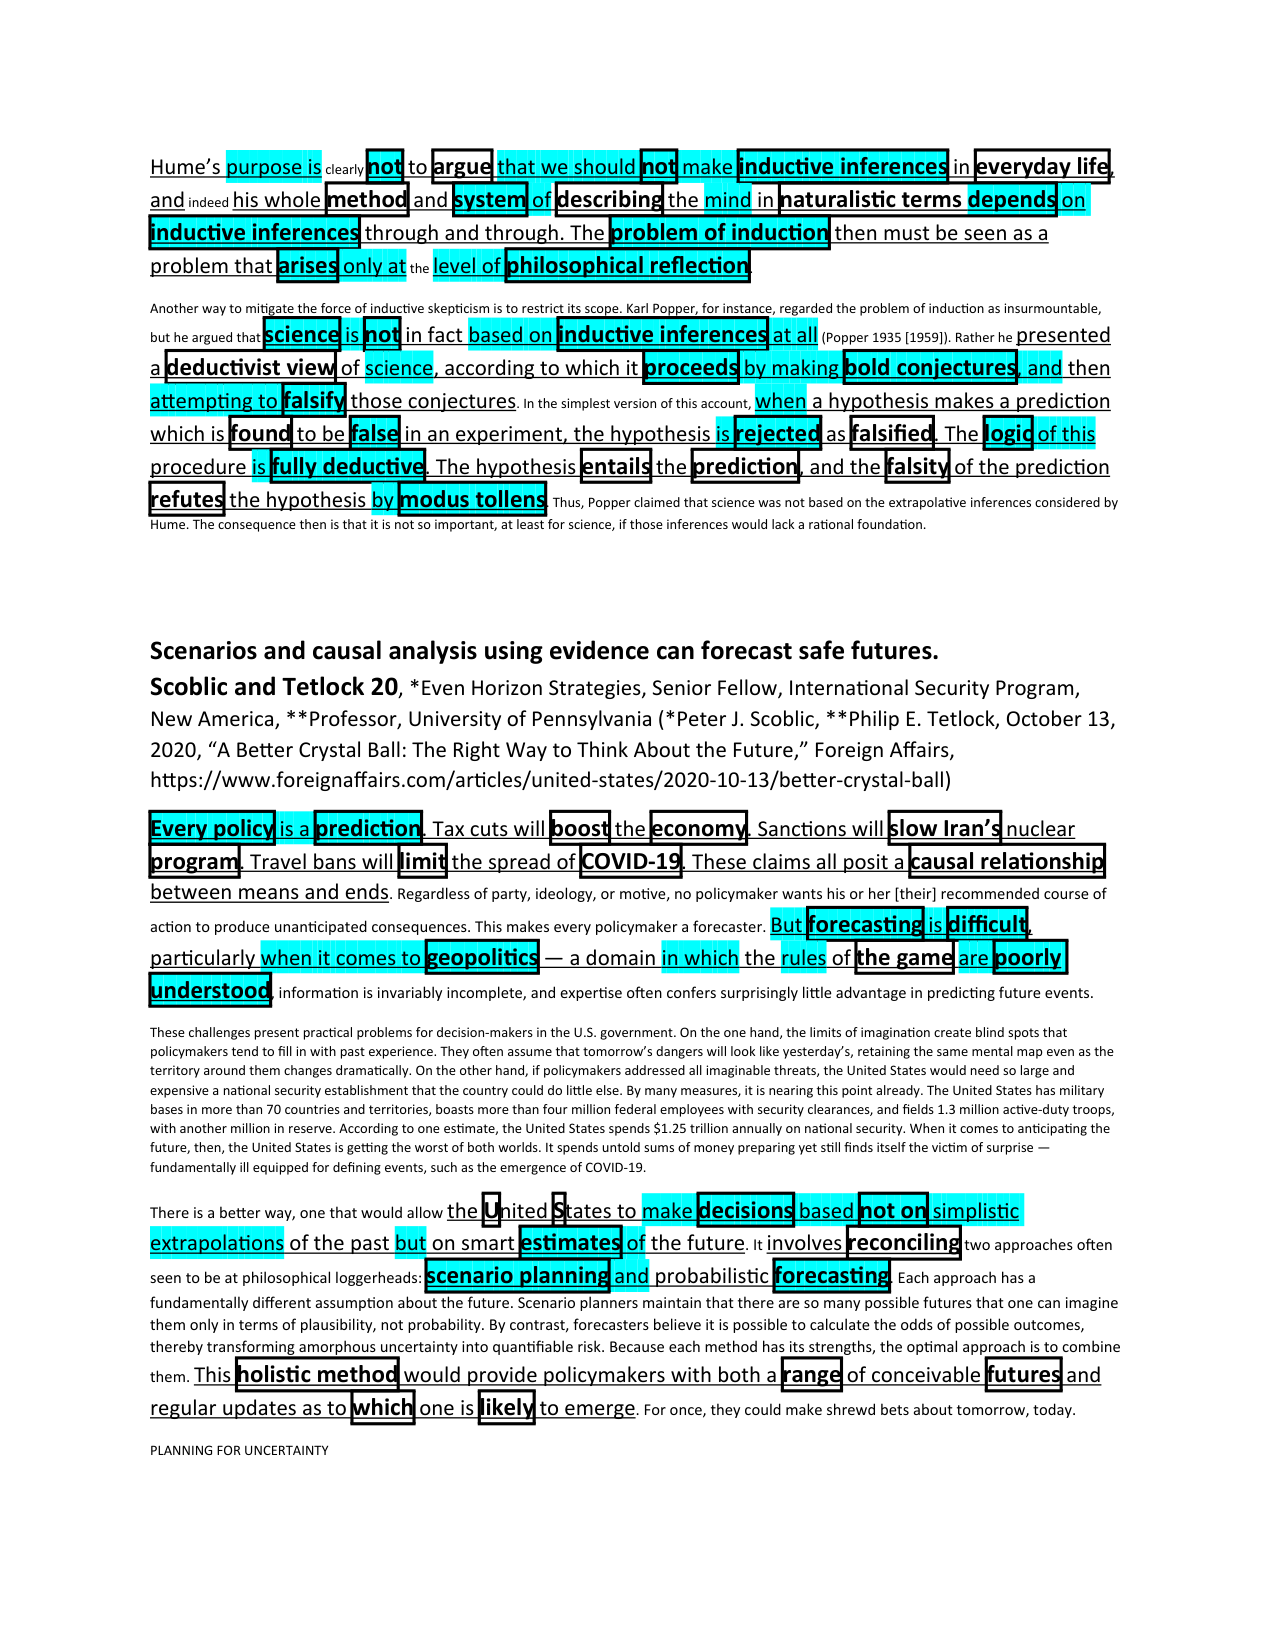 Hume’s purpose is clearly not to argue that we should not make inductive inferences in everyday life,
and indeed his whole method and system of describing the mind in naturalistic terms depends on
inductive inferences through and through. The problem of induction then must be seen as a
problem that arises only at the level of philosophical reflection.
Another way to mitigate the force of inductive skepticism is to restrict its scope. Karl Popper, for instance, regarded the problem of induction as insurmountable,
but he argued that science is not in fact based on inductive inferences at all (Popper 1935 [1959]). Rather he presented
a deductivist view of science, according to which it proceeds by making bold conjectures, and then
attempting to falsify those conjectures. In the simplest version of this account, when a hypothesis makes a prediction
which is found to be false in an experiment, the hypothesis is rejected as falsified. The logic of this
procedure is fully deductive. The hypothesis entails the prediction, and the falsity of the prediction
refutes the hypothesis by modus tollens. Thus, Popper claimed that science was not based on the extrapolative inferences considered by
Hume. The consequence then is that it is not so important, at least for science, if those inferences would lack a rational foundation.
Scenarios and causal analysis using evidence can forecast safe futures.
Scoblic and Tetlock 20, *Even Horizon Strategies, Senior Fellow, International Security Program,
New America, **Professor, University of Pennsylvania (*Peter J. Scoblic, **Philip E. Tetlock, October 13,
2020, “A Better Crystal Ball: The Right Way to Think About the Future,” Foreign Affairs,
https://www.foreignaffairs.com/articles/united-states/2020-10-13/better-crystal-ball)
Every policy is a prediction. Tax cuts will boost the economy. Sanctions will slow Iran’s nuclear
program. Travel bans will limit the spread of COVID-19. These claims all posit a causal relationship
between means and ends. Regardless of party, ideology, or motive, no policymaker wants his or her [their] recommended course of
action to produce unanticipated consequences. This makes every policymaker a forecaster. But forecasting is difficult,
particularly when it comes to geopolitics — a domain in which the rules of the game are poorly
understood, information is invariably incomplete, and expertise often confers surprisingly little advantage in predicting future events.
These challenges present practical problems for decision-makers in the U.S. government. On the one hand, the limits of imagination create blind spots that
policymakers tend to fill in with past experience. They often assume that tomorrow’s dangers will look like yesterday’s, retaining the same mental map even as the
territory around them changes dramatically. On the other hand, if policymakers addressed all imaginable threats, the United States would need so large and
expensive a national security establishment that the country could do little else. By many measures, it is nearing this point already. The United States has military
bases in more than 70 countries and territories, boasts more than four million federal employees with security clearances, and fields 1.3 million active-duty troops,
with another million in reserve. According to one estimate, the United States spends $1.25 trillion annually on national security. When it comes to anticipating the
future, then, the United States is getting the worst of both worlds. It spends untold sums of money preparing yet still finds itself the victim of surprise —
fundamentally ill equipped for defining events, such as the emergence of COVID-19.
There is a better way, one that would allow the United States to make decisions based not on simplistic
extrapolations of the past but on smart estimates of the future. It involves reconciling two approaches often
seen to be at philosophical loggerheads: scenario planning and probabilistic forecasting. Each approach has a
fundamentally different assumption about the future. Scenario planners maintain that there are so many possible futures that one can imagine
them only in terms of plausibility, not probability. By contrast, forecasters believe it is possible to calculate the odds of possible outcomes,
thereby transforming amorphous uncertainty into quantifiable risk. Because each method has its strengths, the optimal approach is to combine
them. This holistic method would provide policymakers with both a range of conceivable futures and
regular updates as to which one is likely to emerge. For once, they could make shrewd bets about tomorrow, today.
PLANNING FOR UNCERTAINTY